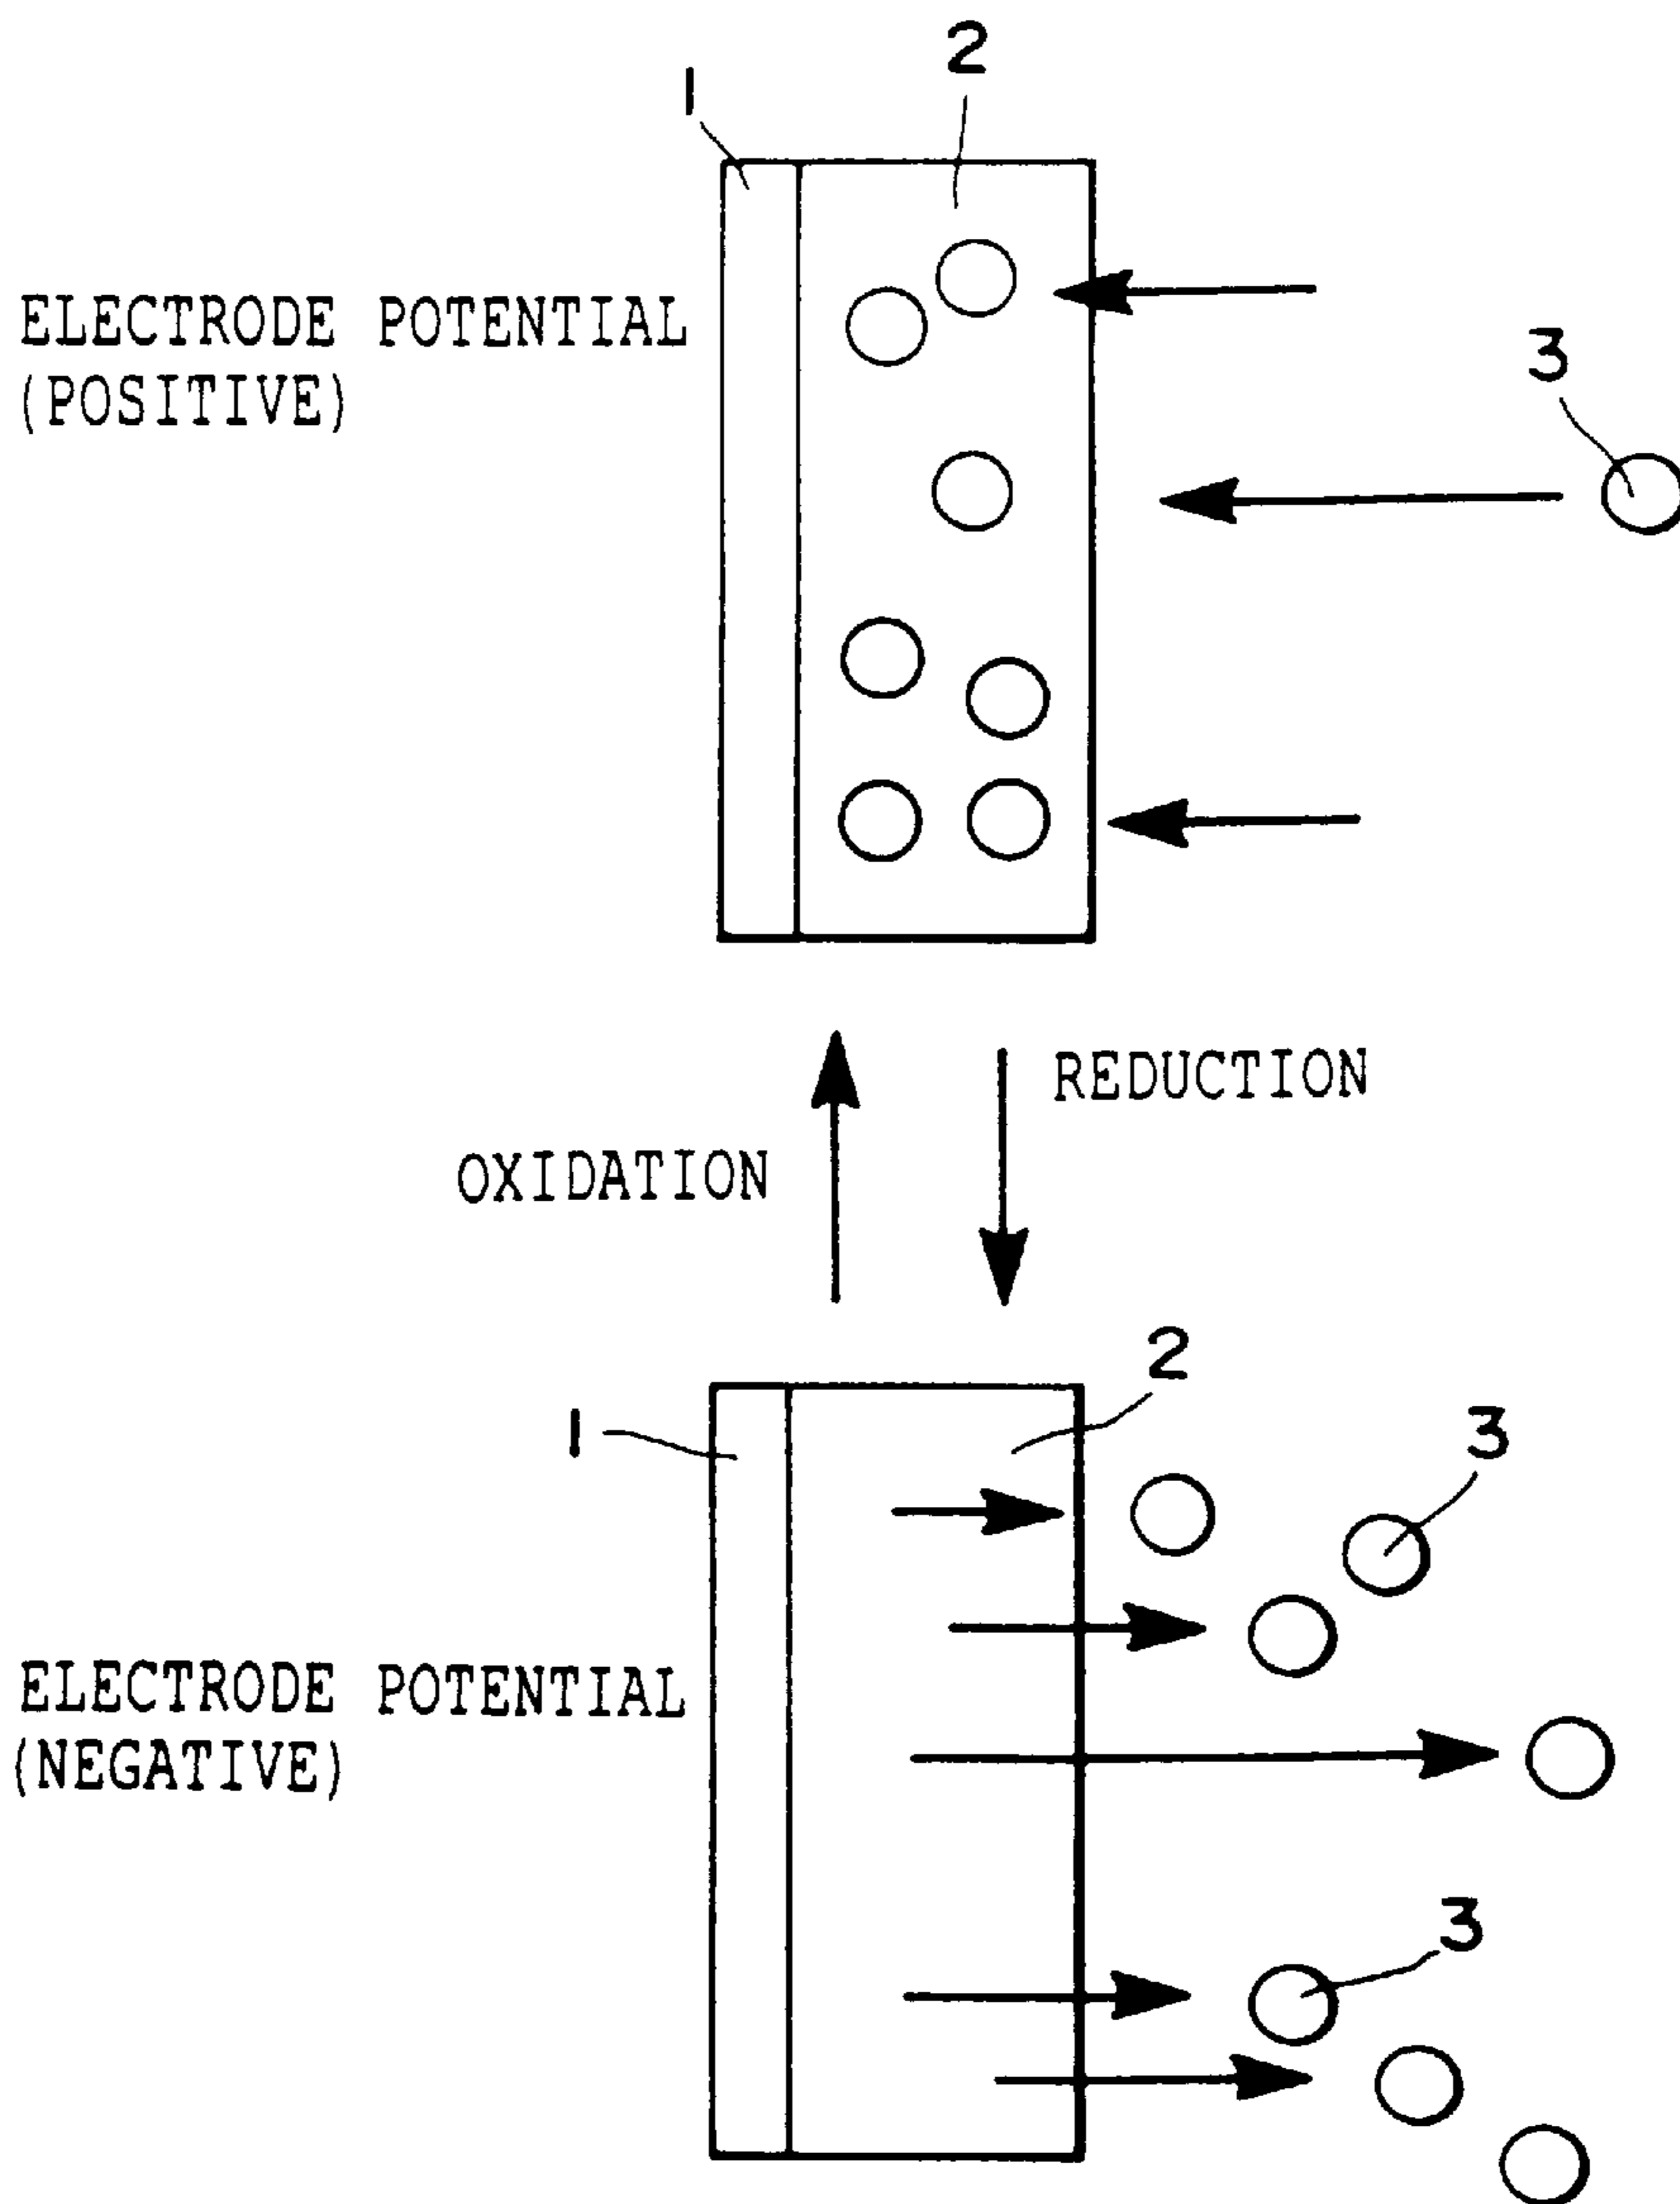 2
1
ELECTRODE POTENTIAL
(POSITIVE)
3
REDUCTION
OXIDATION
2
1
3
ELECTRODE POTENTIAL
(NEGATIVE)
3